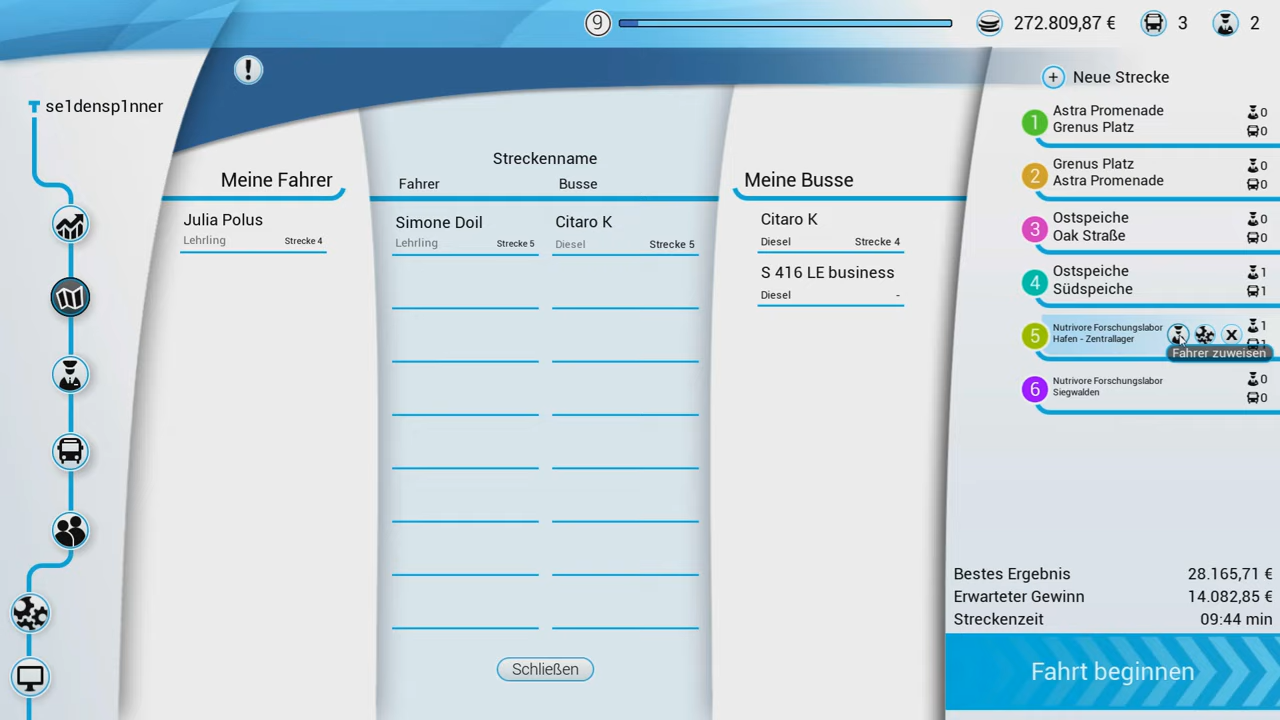 9
272.809,87 €
3
2
se1densp1nner
!
Neue Strecke
Meine Fahrer
Julia Polus
Lehrling
Strecke 4
Streckenname
Fahrer
Busse
Simone Doil
Lehrling
Strecke 5
Citaro K
Diesel
Strecke 5
Schließen
Meine Busse
Citaro K
Diesel
Strecke 4
S 416 LE business
Diesel
-
1
Astra Promenade
Grenus Platz
0
0
2
Grenus Platz
Astra Promenade
0
0
3
Ostspeiche
Oak Straße
0
0
4
Ostspeiche
Südspeiche
1
1
5
Nutrivore Forschungslabor
Hafen - Zentrallager
X
1
1
Fahrer zuweisen
6
Nutrivore Forschungslabor
Siegwalden
0
0
Bestes Ergebnis 28.165,71 €
Erwarteter Gewinn 14.082,85 €
Streckenzeit 09:44 min
Fahrt beginnen